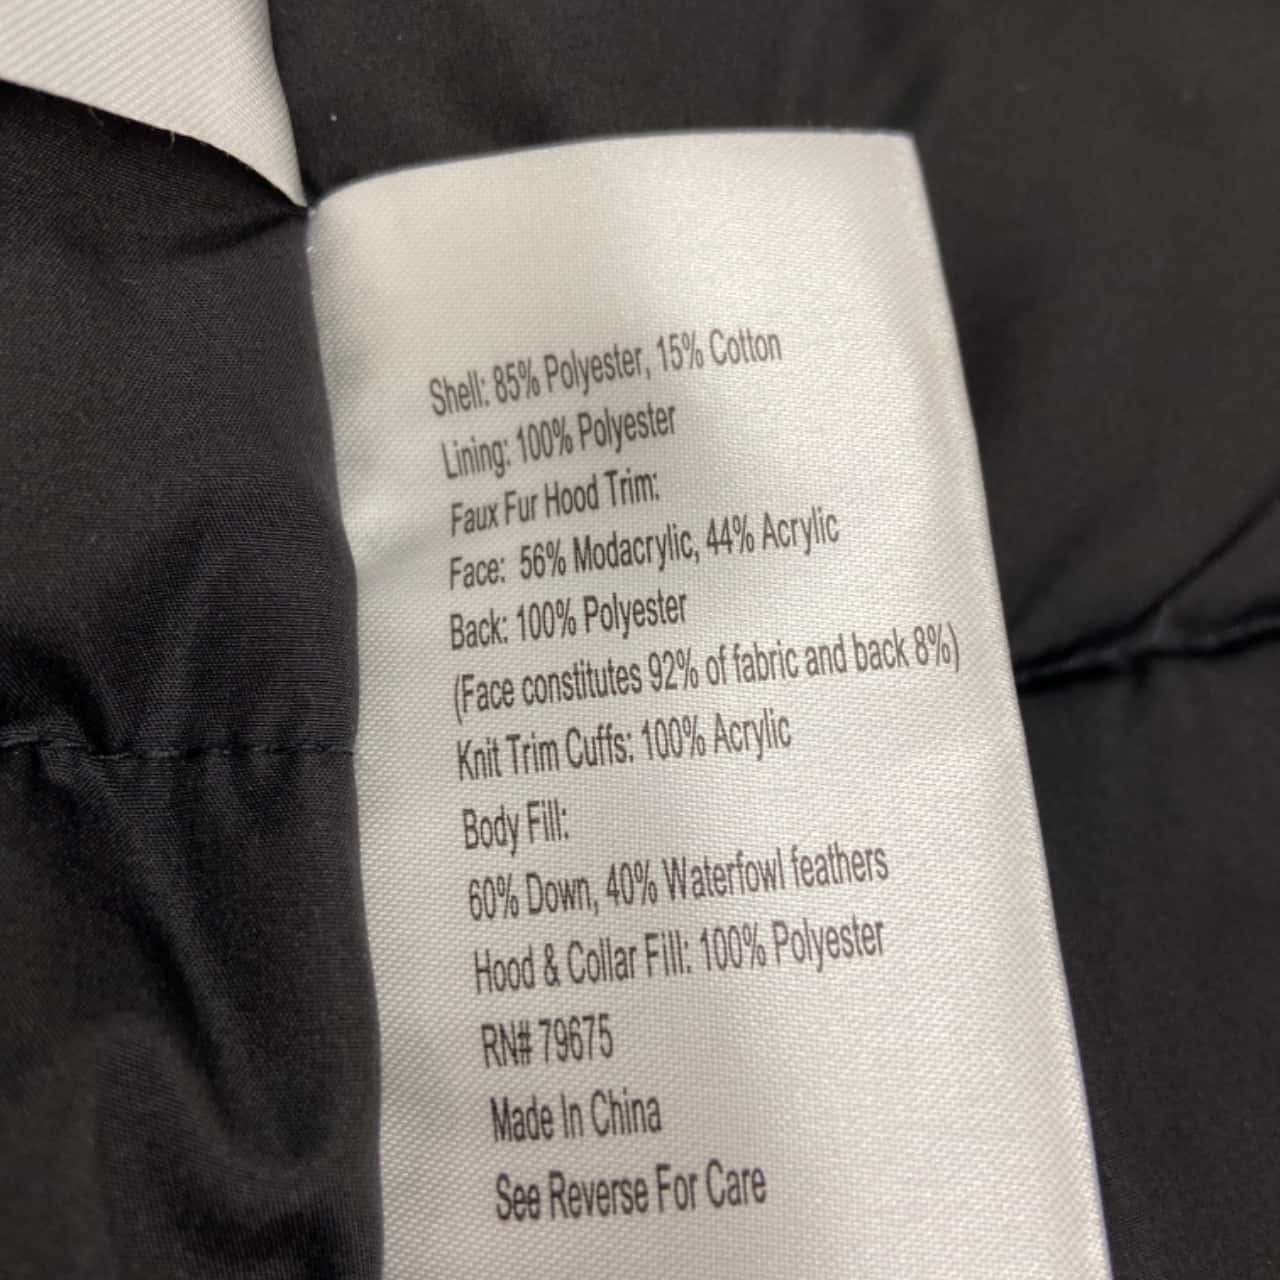 Shell: 85% Polyester, 15% Cotton
Lining: 100% Polyester
Faux Fur Hood Trim:
Face: 56% Modacrylic, 44% Acrylic
Back: 100% Polyester
(Face constitutes 92% of fabric and back 8%)
Knit Trim Cuffs: 100% Acrylic
Body Fill:
60% Down, 40% Waterfowl feathers
Hood & Collar Fill: 100% Polyester
RN# 79675
Made In China
See Reverse For Care